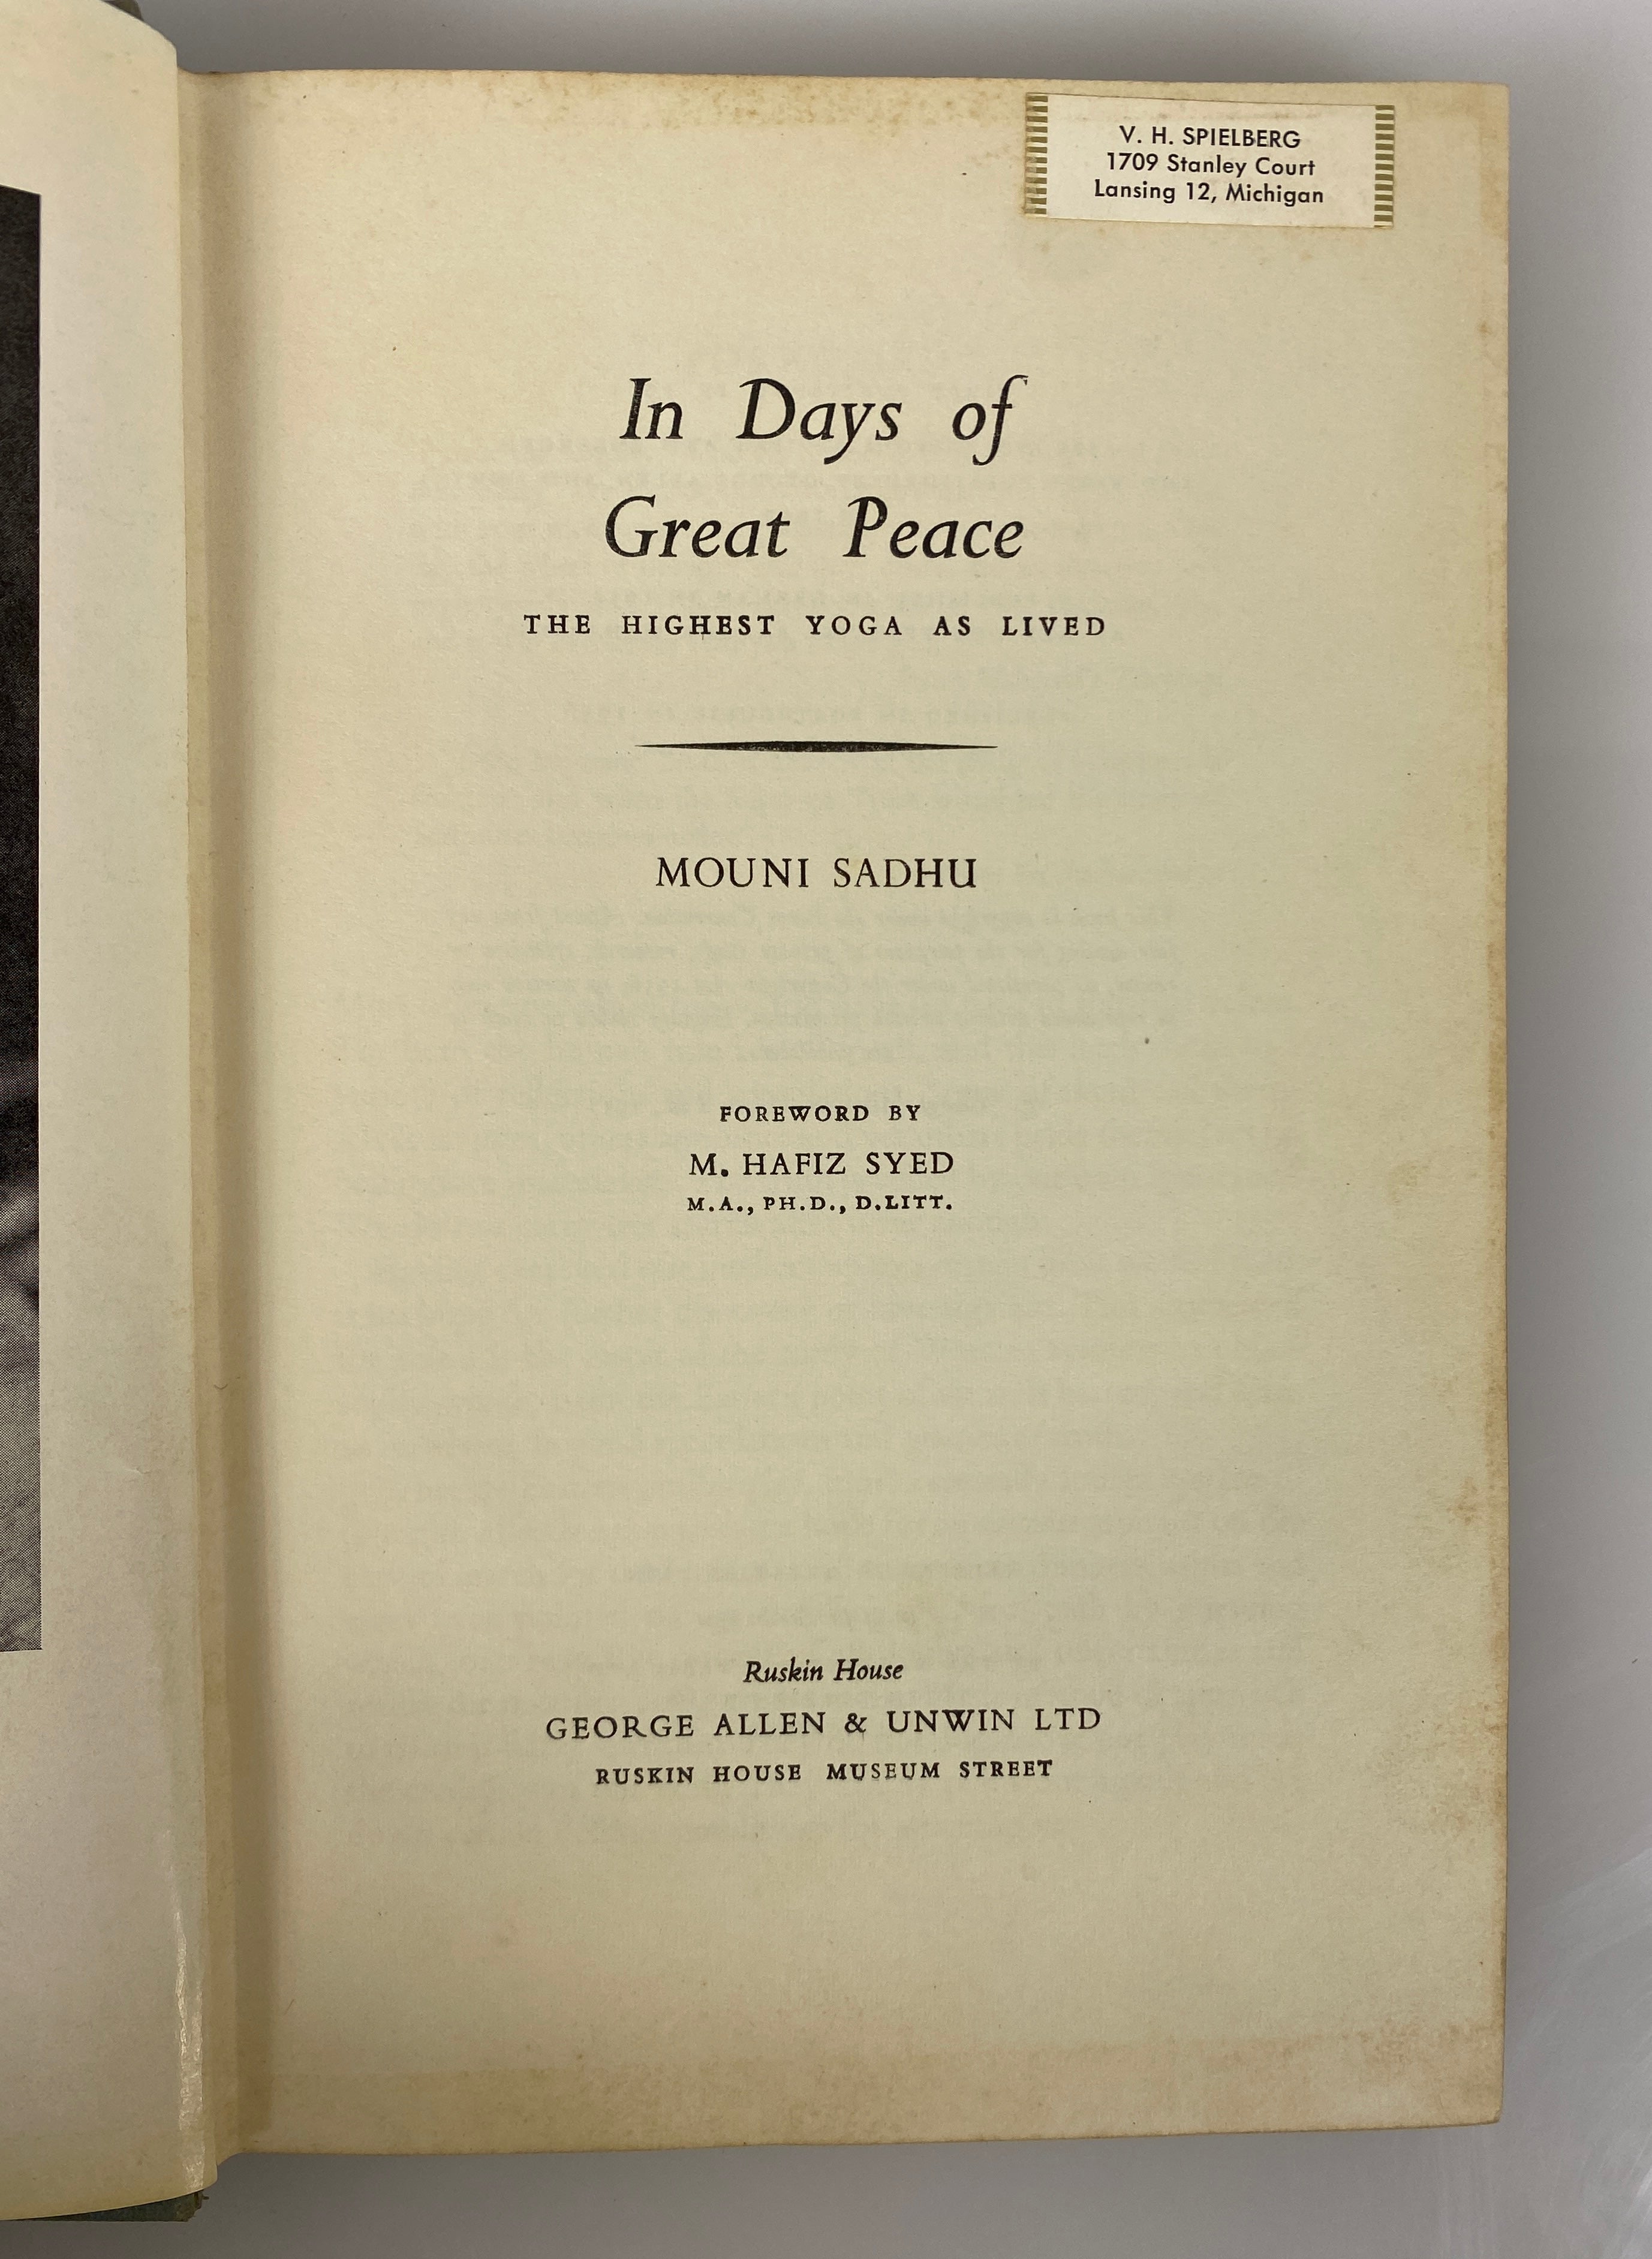 V. H. SPIELBERG
1709 Stanley Court
Lansing 12, Michigan
In Days of
Great Peace
THE HIGHEST YOGA AS LIVED
MOUNI SADHU
FOREWORD BY
M. HAFIZ SYED
M.A., PH.D., D.LITT.
Ruskin House
GEORGE ALLEN & UNWIN LTD
RUSKIN HOUSE MUSEUM STREET